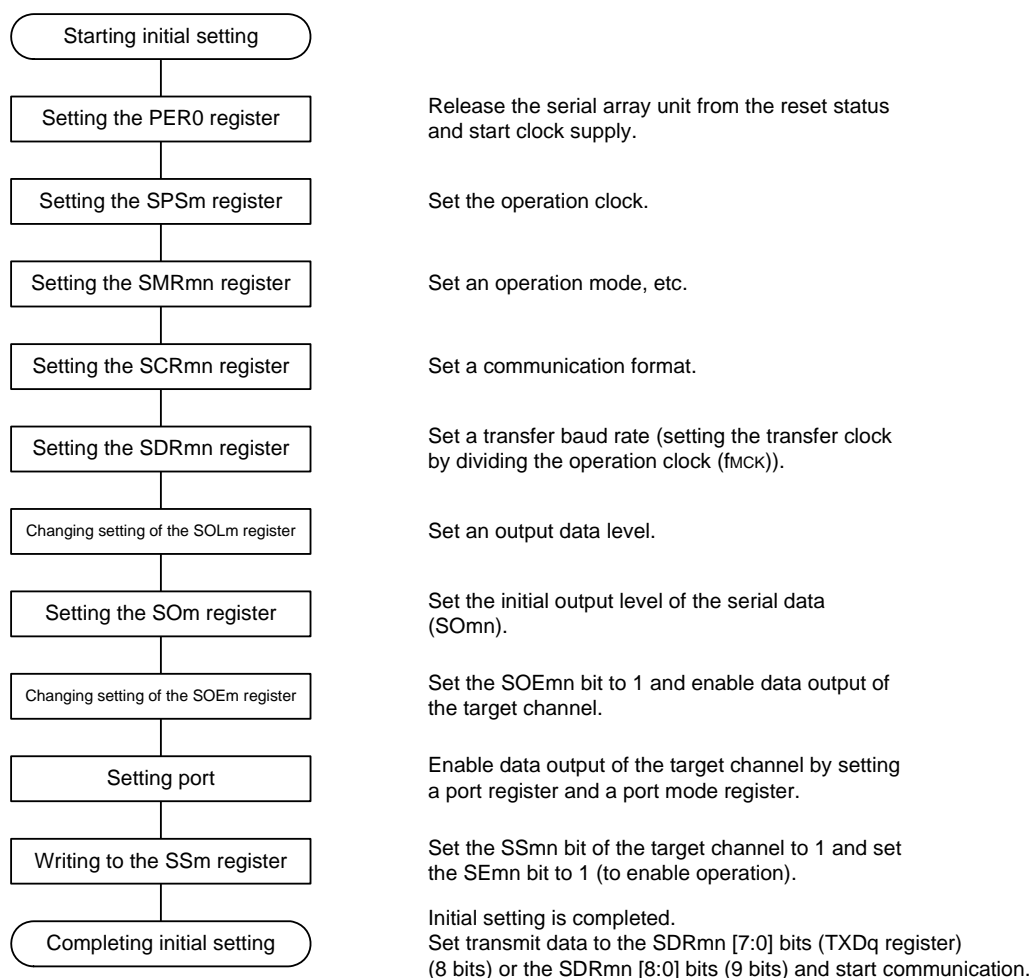 Starting initial setting
Setting the PER0 register
Release the serial array unit from the reset status
and start clock supply.
Setting the SPSm register
Set the operation clock.
Setting the SMRmn register
Set an operation mode, etc.
Setting the SCRmn register
Set a communication format.
Setting the SDRmn register
Set a transfer baud rate (setting the transfer clock
by dividing the operation clock (fMCK)).
Changing setting of the SOLm register
Set an output data level.
Setting the SOm register
Set the initial output level of the serial data
(SOmn).
Changing setting of the SOEm register
Set the SOEmn bit to 1 and enable data output of
the target channel.
Setting port
Enable data output of the target channel by setting
a port register and a port mode register.
Writing to the SSm register
Set the SSmn bit of the target channel to 1 and set
the SEmn bit to 1 (to enable operation).
Completing initial setting
Initial setting is completed.
Set transmit data to the SDRmn [7:0] bits (TXDq register)
(8 bits) or the SDRmn [8:0] bits (9 bits) and start communication.